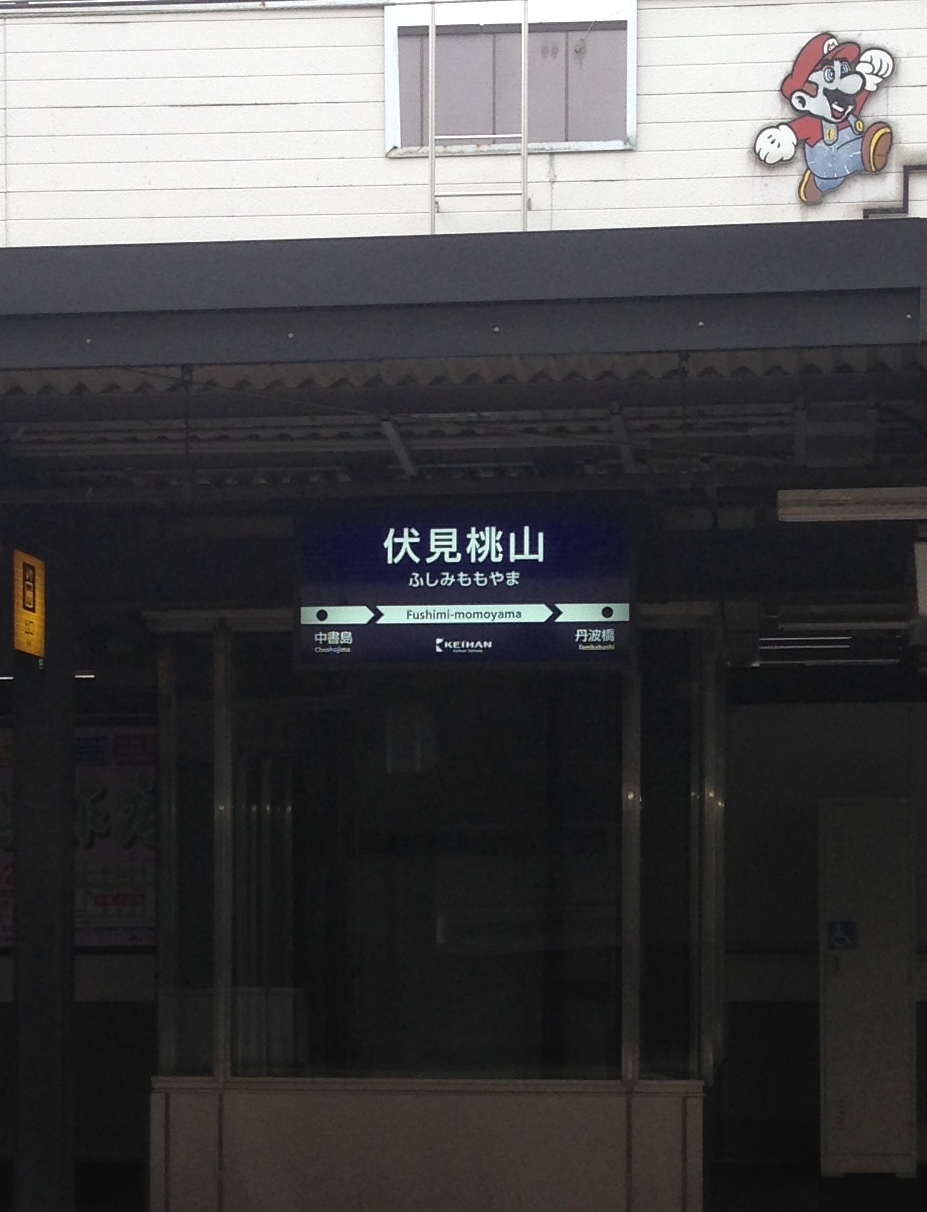 伏見桃山
ふしみももやま
Fushimi-momoyama
中書島
Chushojima
KEIHAN
丹波橋
Tambabashi